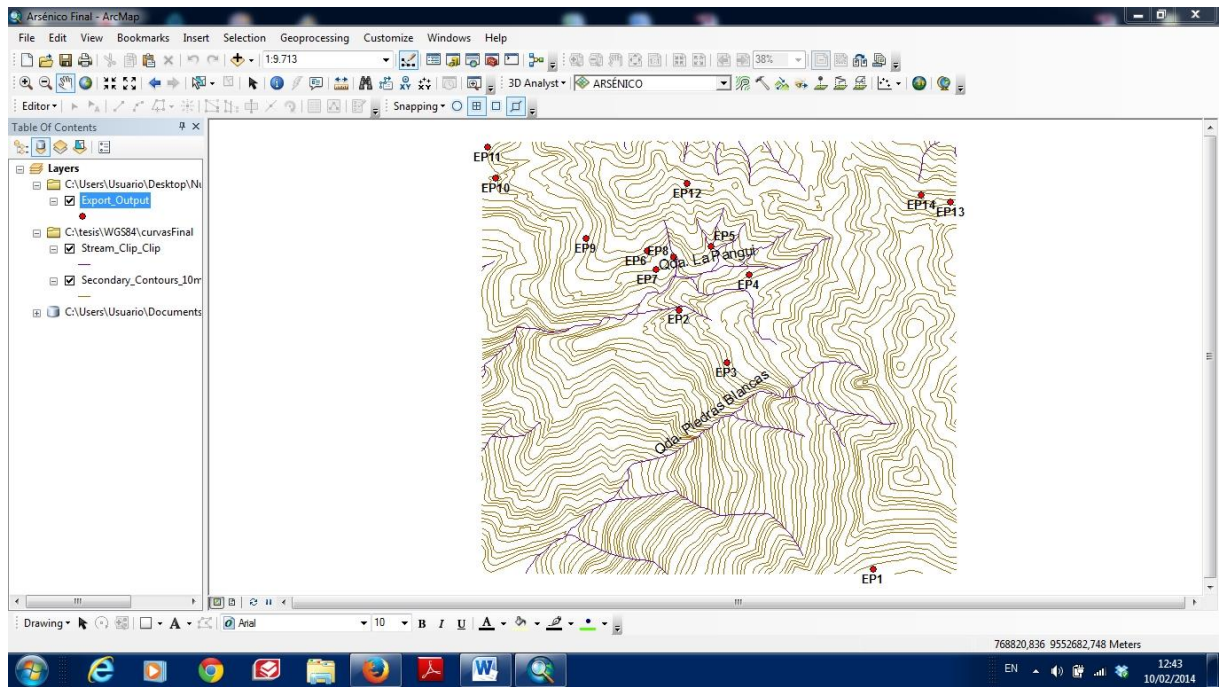 Arsénico Final - ArcMap
File Edit View Bookmarks Insert Selection Geoprocessing Customize Windows Help
1:9.713
38%
3D Analyst
ARSÉNICO
Editor
Snapping
Table Of Contents
Layers
C:\Users\Usuario\Desktop\Nu
Export_Output
C:\tesis\WGS84\curvasFinal
Stream_Clip_Clip
Secondary_Contours_10m
C:\Users\Usuario\Documents
EP11
EP10
EP12
EP14
EP13
EP9
EP8
EP5
EP6
Qda. La Pangui
EP7
EP4
EP2
EP3
Qda. Piedras Blancas
EP1
Drawing
A
Arial
10
B I U A
768820,836 9552682,748 Meters
EN
12:43
10/02/2014